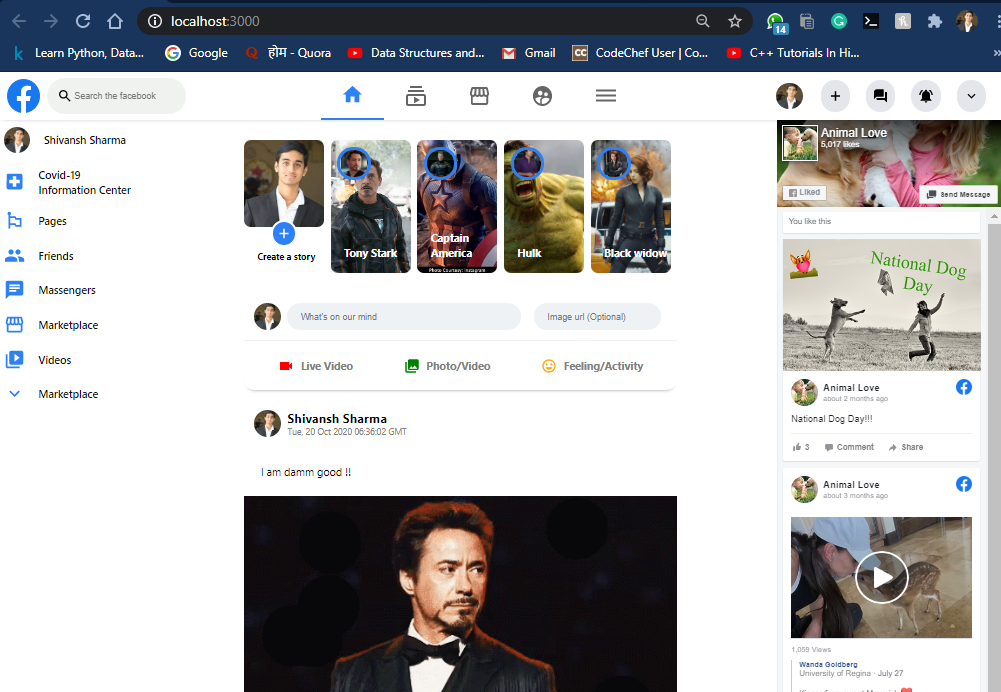 localhost:3000
14
Learn Python, Data...
Google
होम - Quora
Data Structures and...
Gmail
CC CodeChef User | Co...
C++ Tutorials In Hi...
»
Search the facebook
Shivansh Sharma
Covid-19
Information Center
Pages
Friends
Massengers
Marketplace
Videos
Marketplace
Create a story
Tony Stark
Captain
America
Photo Courtesy: Instagram
Hulk
Black widow
What's on our mind
Image url (Optional)
Live Video
Photo/Video
Feeling/Activity
Shivansh Sharma
Tue, 20 Oct 2020 06:36:02 GMT
I am damm good !!
Animal Love
5,017 likes
Liked
Send Message
You like this
National Dog
Day
Animal Love
about 2 months ago
National Dog Day!!!
3 Comment Share
Animal Love
about 3 months ago
1,059 Views
Wanda Goldberg
University of Regina · July 27